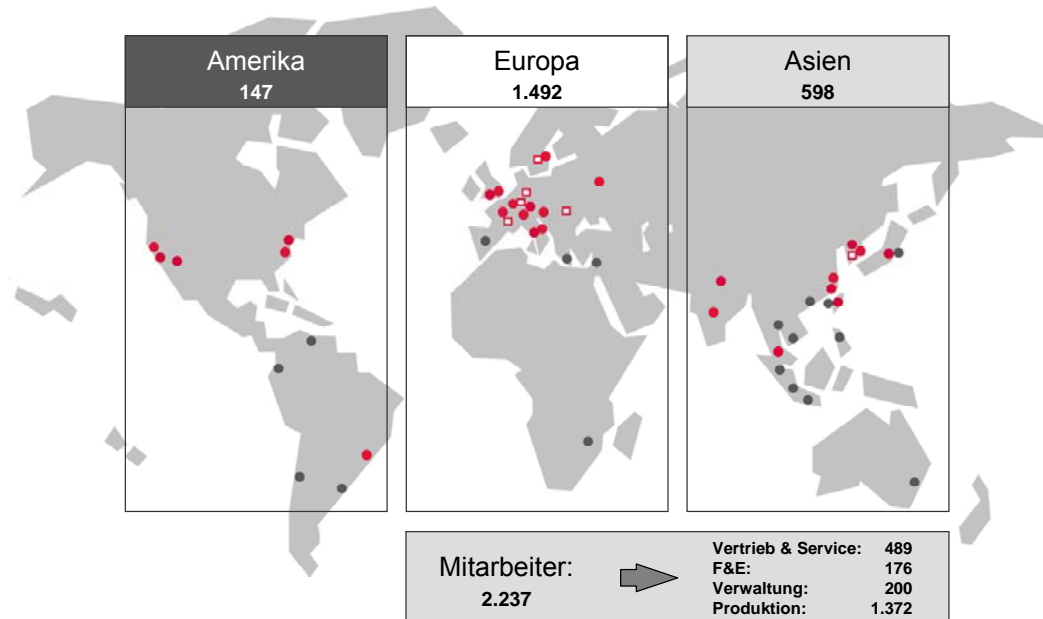 Amerika
147
Europa
1.492
Asien
598
Mitarbeiter:
2.237
Vertrieb & Service: 489
F&E: 176
Verwaltung: 200
Produktion: 1.372